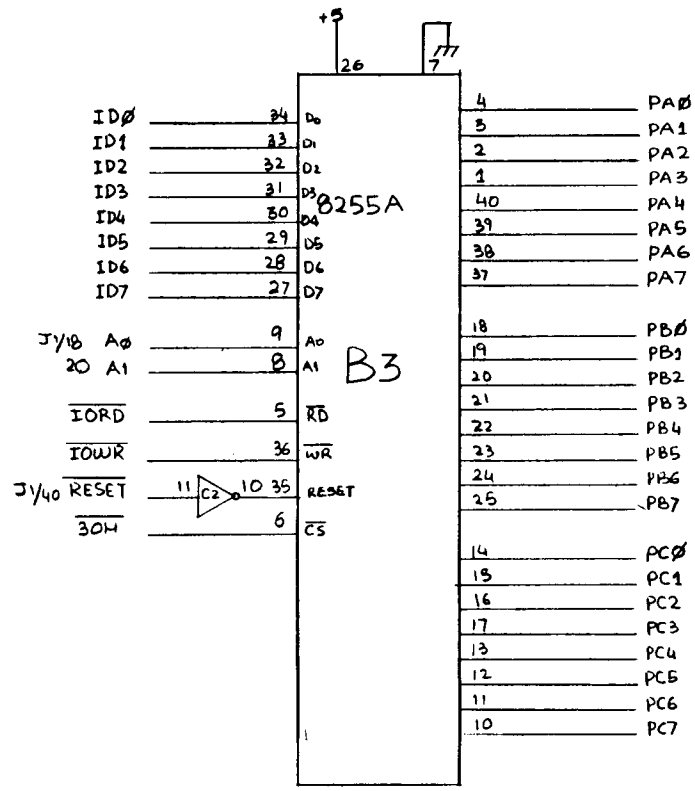 +5
26 7
IDØ 34 D0
ID1 33 D1
ID2 32 D2
ID3 31 D3
ID4 30 D4
ID5 29 D5
ID6 28 D6
ID7 27 D7
8255A
B3
J1/18 AØ 9 A0
20 A1 8 A1
IORD 5 RD
IOWR 36 WR
J1/40 RESET 11 C2 10 35 RESET
30H 6 CS
4 PAØ
3 PA1
2 PA2
1 PA3
40 PA4
39 PA5
38 PA6
37 PA7
18 PBØ
19 PB1
20 PB2
21 PB3
22 PB4
23 PB5
24 PB6
25 PB7
14 PCØ
15 PC1
16 PC2
17 PC3
13 PC4
12 PC5
11 PC6
10 PC7